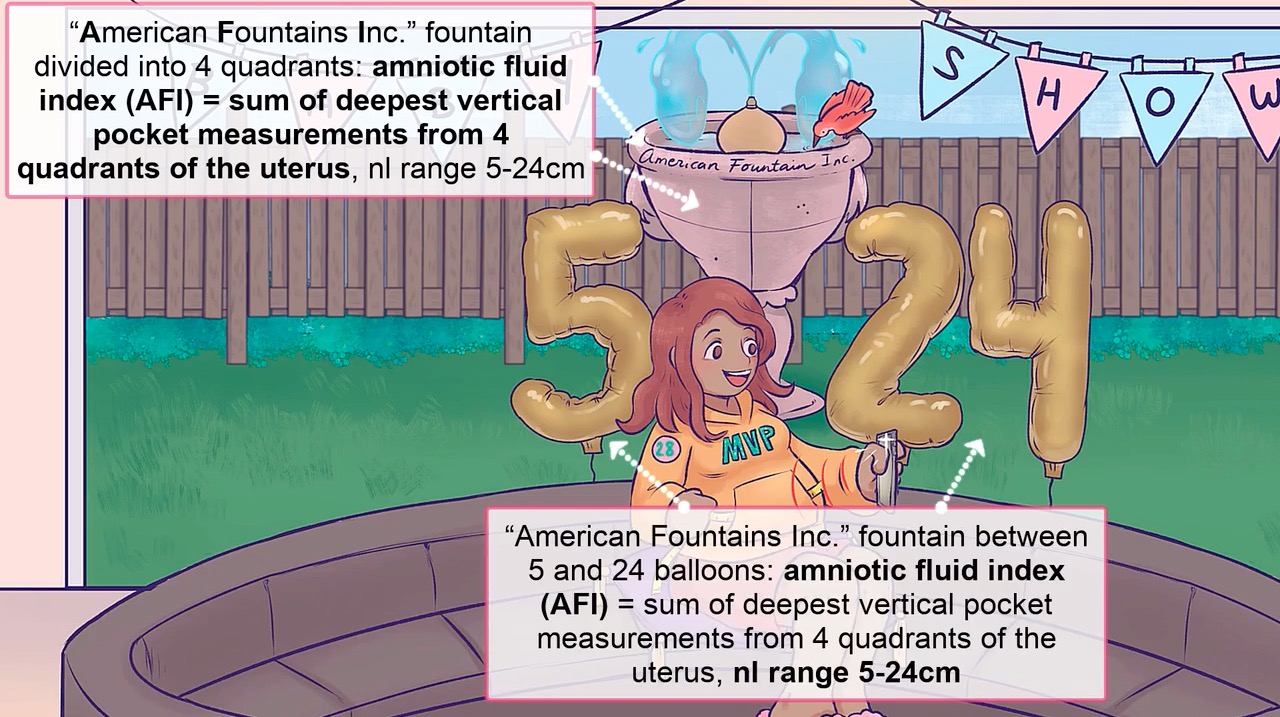 “American Fountains Inc.” fountain
divided into 4 quadrants: amniotic fluid
index (AFI) = sum of deepest vertical
pocket measurements from 4
quadrants of the uterus, nl range 5-24cm
B A B Y
S H O W
American Fountain Inc.
5 24
28
MVP
“American Fountains Inc.” fountain between
5 and 24 balloons: amniotic fluid index
(AFI) = sum of deepest vertical pocket
measurements from 4 quadrants of the
uterus, nl range 5-24cm